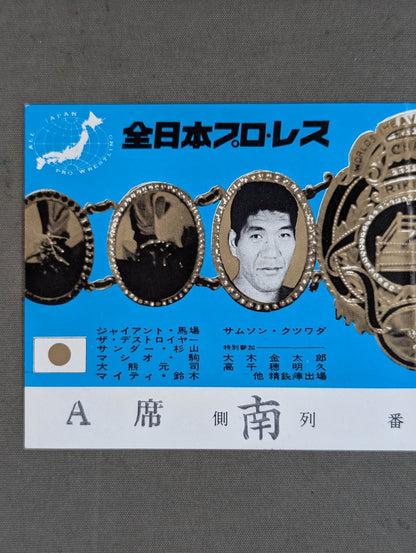 ALL JAPAN
PRO WRESTLING
全日本プロ・レス
WORLD HEAVY
CHA
ジャイアント・馬場
ザ・デストロイヤー
サンダー・杉山
マシオ・駒
大熊元司
マイティ・鈴木
サムソン・クツワダ
特別参加
大木金太郎
高千穂明久
他精鋭陣出場
A席 側 南 列 番